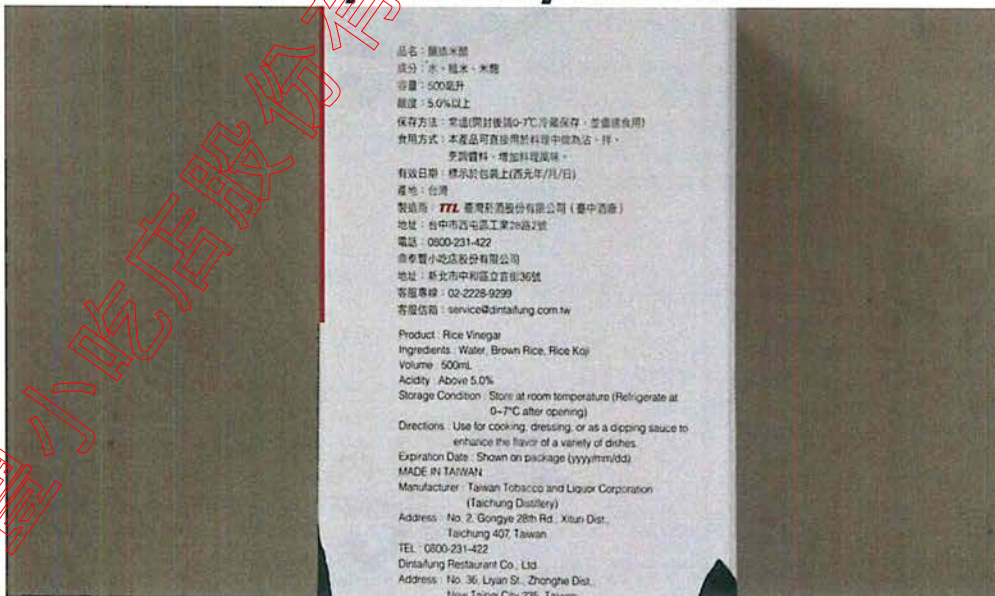 品名：釀造米醋
成分：水、糙米、米麴
容量：500毫升
酸度：5.0%以上
保存方法：常溫(開封後請0-7℃冷藏保存，並儘速食用)
食用方式：本產品可直接用於料理中做為沾、拌、
烹調醬料，增加料理風味。
有效日期：標示於包裝上(西元年/月/日)
產地：台灣
製造商：TTL 臺灣菸酒股份有限公司（臺中酒廠）
地址：台中市西屯區工業28路2號
電話：0800-231-422
鼎泰豐小吃店股份有限公司
地址：新北市中和區立言街36號
客服專線：02-2228-9299
客服信箱：service@dintaifung.com.tw
Product : Rice Vinegar
Ingredients : Water, Brown Rice, Rice Koji
Volume : 500mL
Acidity : Above 5.0%
Storage Condition : Store at room temperature (Refrigerate at
0~7°C after opening)
Directions : Use for cooking, dressing, or as a dipping sauce to
enhance the flavor of a variety of dishes.
Expiration Date : Shown on package (yyyy/mm/dd)
MADE IN TAIWAN
Manufacturer : Taiwan Tobacco and Liquor Corporation
(Taichung Distillery)
Address : No. 2, Gongye 28th Rd., Xitun Dist.,
Taichung 407, Taiwan
TEL : 0800-231-422
Dintaifung Restaurant Co., Ltd.
Address : No. 36, Liyan St., Zhonghe Dist.,
New Taipei City 235, Taiwan
豐小吃店股份有